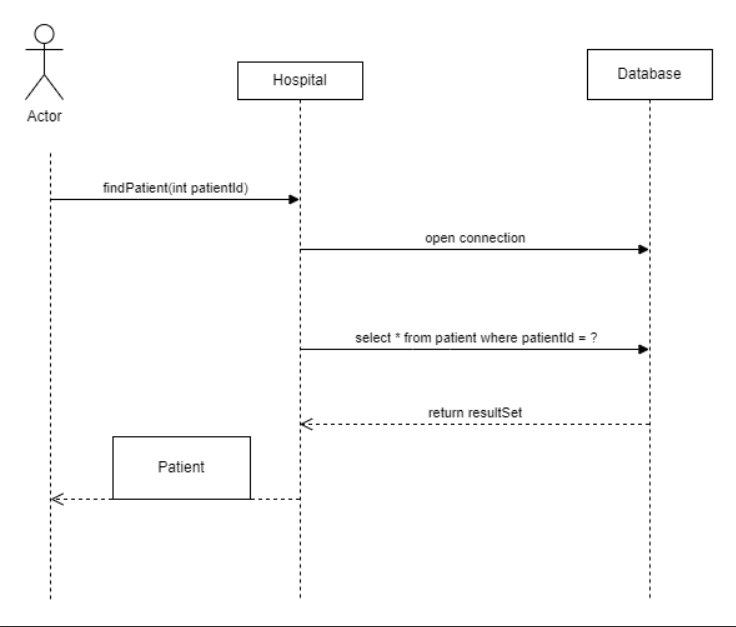 Actor
Hospital
Database
findPatient(int patientId)
open connection
select * from patient where patientId = ?
return resultSet
Patient